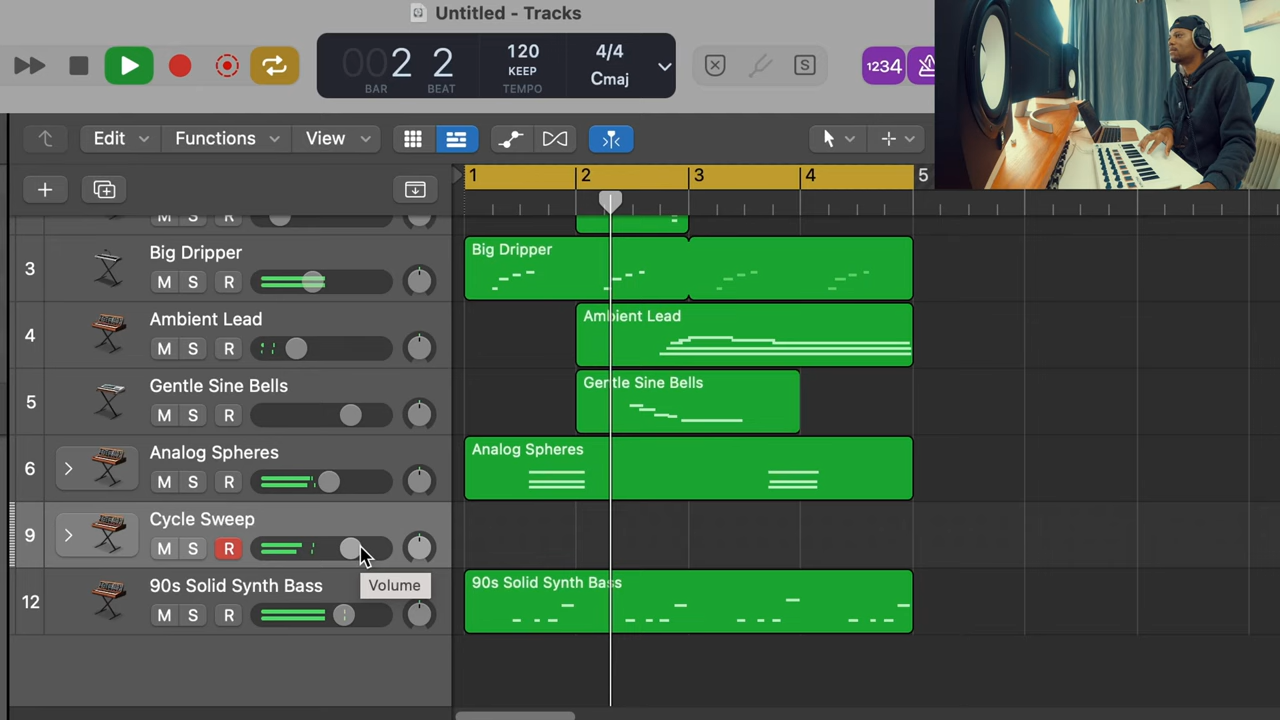 Untitled - Tracks
002 2
BAR BEAT
120
KEEP
TEMPO
4/4
Cmaj
S
1234
Edit Functions View
1 2 3 4 5
M S R
3 Big Dripper
M S R
Big Dripper
4 Ambient Lead
M S R
Ambient Lead
5 Gentle Sine Bells
M S R
Gentle Sine Bells
6 Analog Spheres
M S R
Analog Spheres
9 Cycle Sweep
M S R
Volume
12 90s Solid Synth Bass
M S R
90s Solid Synth Bass